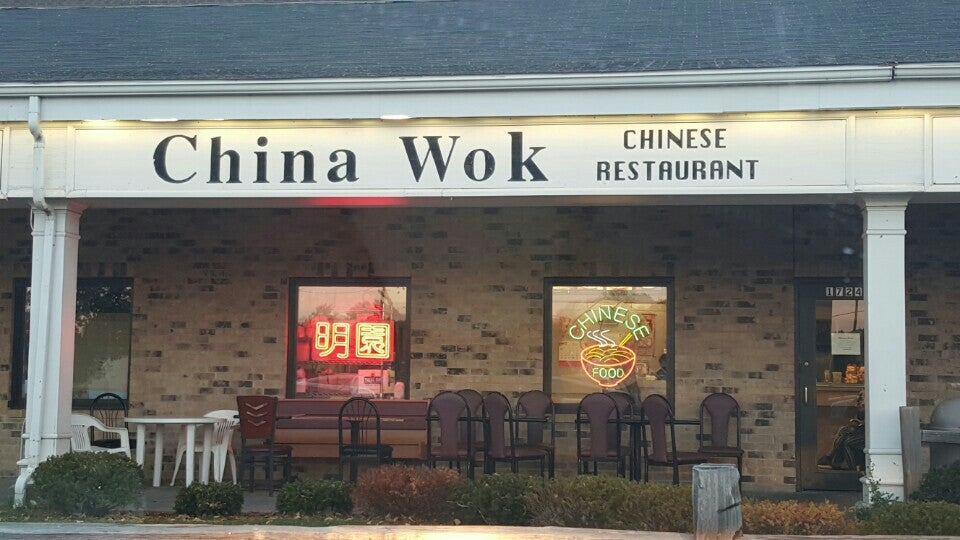 China Wok
CHINESE
RESTAURANT
明園
CHINESE
FOOD
1724